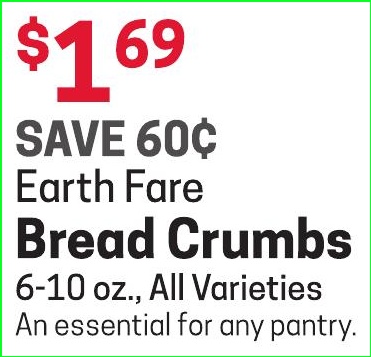 $1 69
SAVE 60¢
Earth Fare
Bread Crumbs
6-10 oz., All Varieties
An essential for any pantry.